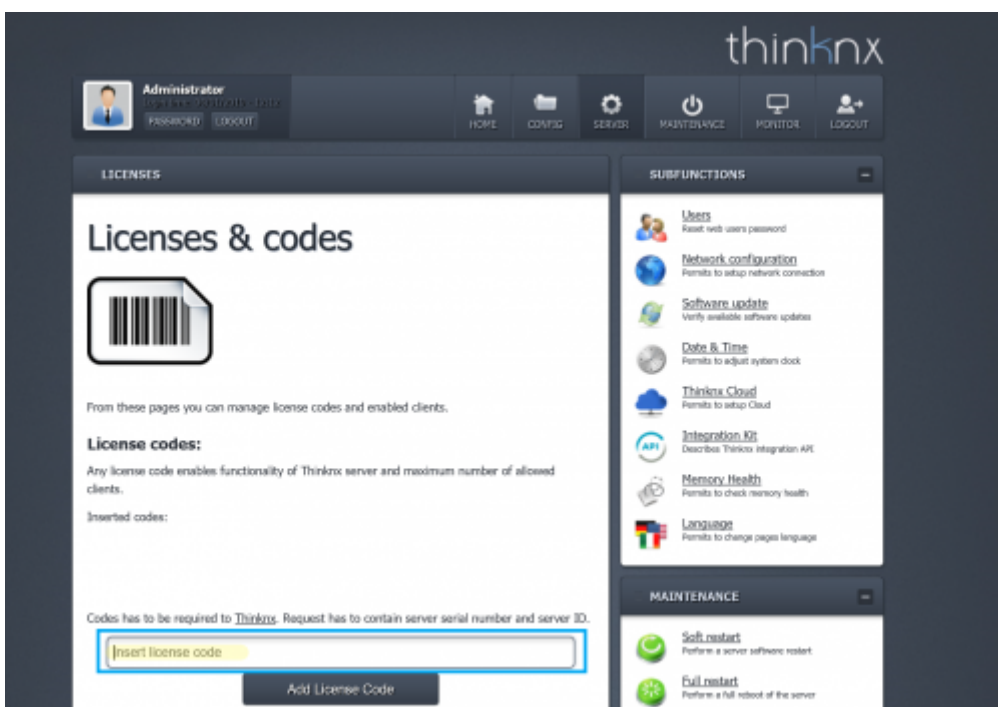 thinknx
Administrator
PASSWORD LOGOUT
HOME CONFIG SERVER MAINTENANCE MONITOR LOGOUT
LICENSES
Licenses & codes
From these pages you can manage license codes and enabled clients.
License codes:
Any license code enables functionality of Thinknx server and maximum number of allowed
clients.
Inserted codes:
Codes has to be required to Thinknx. Request has to contain server serial number and server ID.
Insert license code
Add License Code
SUBFUNCTIONS
Users
Reset web users password
Network configuration
Permits to setup network connection
Software update
Verify available software updates
Date & Time
Permits to adjust system clock
Thinknx Cloud
Permits to setup Cloud
API
Integration Kit
Describes Thinknx integration API
Memory Health
Permits to check memory health
Language
Permits to change pages language
MAINTENANCE
Soft restart
Perform a server software restart
Full restart
Perform a full reboot of the server